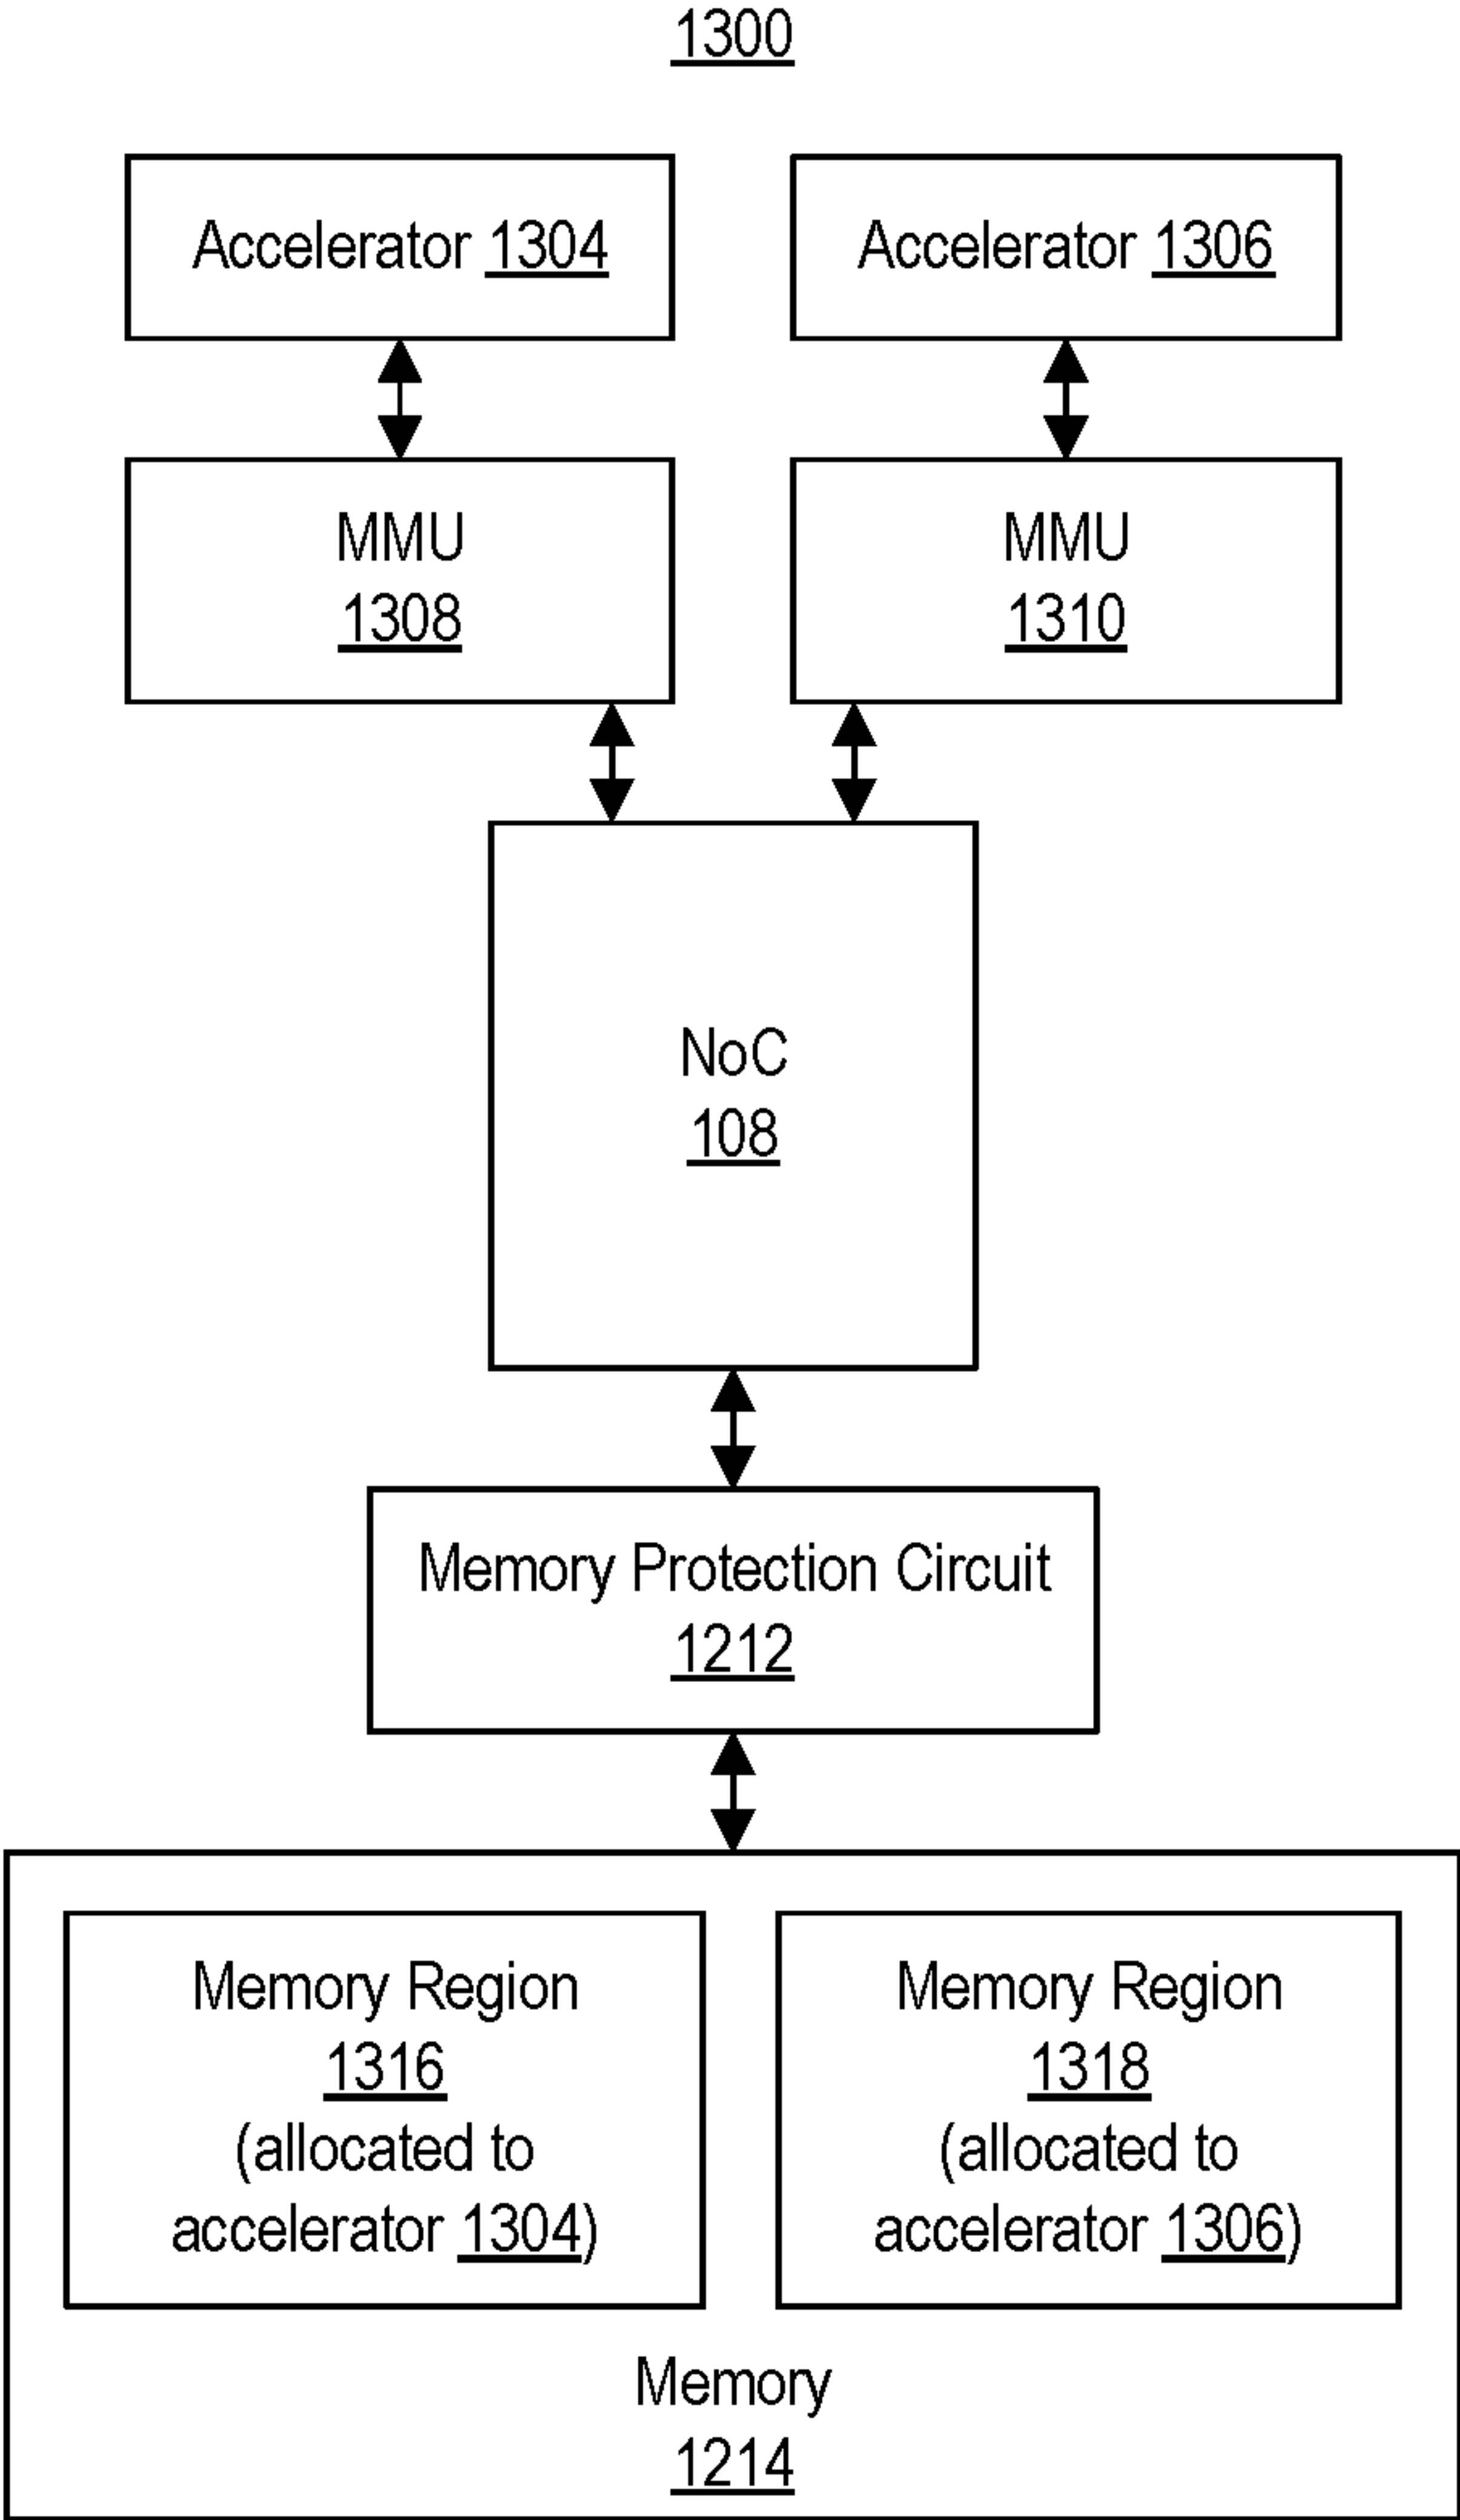 1300
Accelerator 1304
Accelerator 1306
MMU
1308
MMU
1310
NoC
108
Memory Protection Circuit
1212
Memory Region
1316
(allocated to
accelerator 1304)
Memory Region
1318
(allocated to
accelerator 1306)
Memory
1214